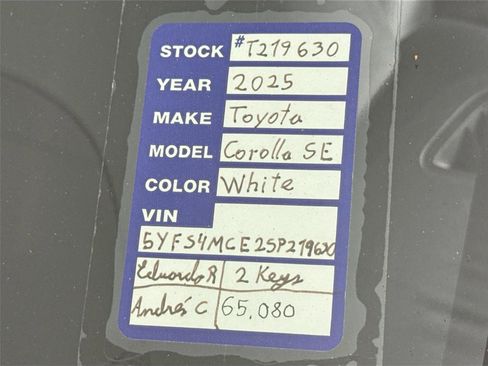 STOCK #T219630
YEAR 2025
MAKE Toyota
MODEL Corolla SE
COLOR White
VIN
5YFS4MCE2SP219630
Eduardo R 2 Keys
Andrés C 65,080